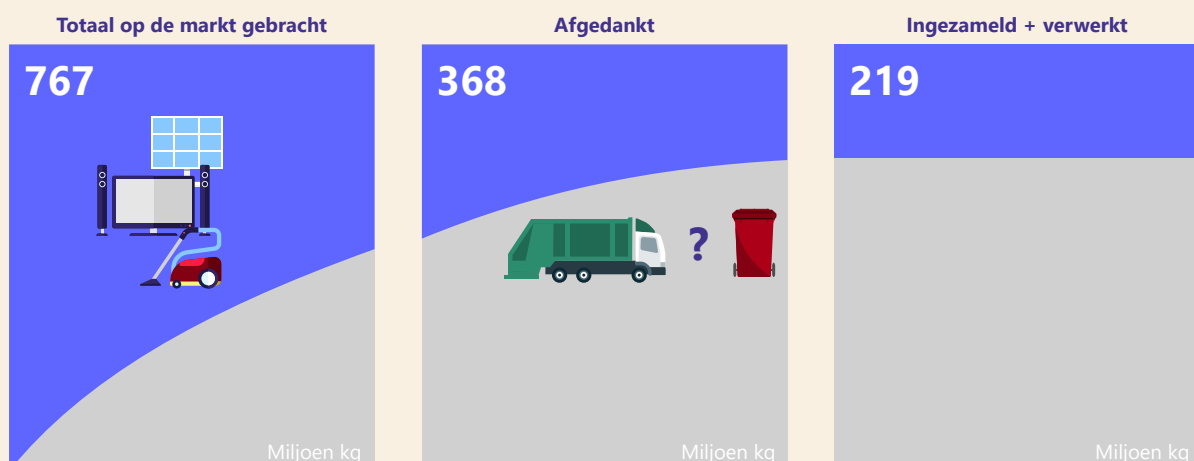 Totaal op de markt gebracht
767
Miljoen kg
Afgedankt
368
?
Miljoen kg
Ingezameld + verwerkt
219
Miljoen kg